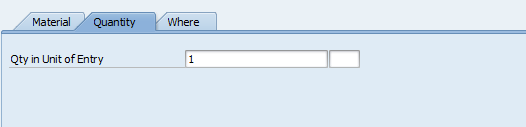 Material Quantity Where
Qty in Unit of Entry 1